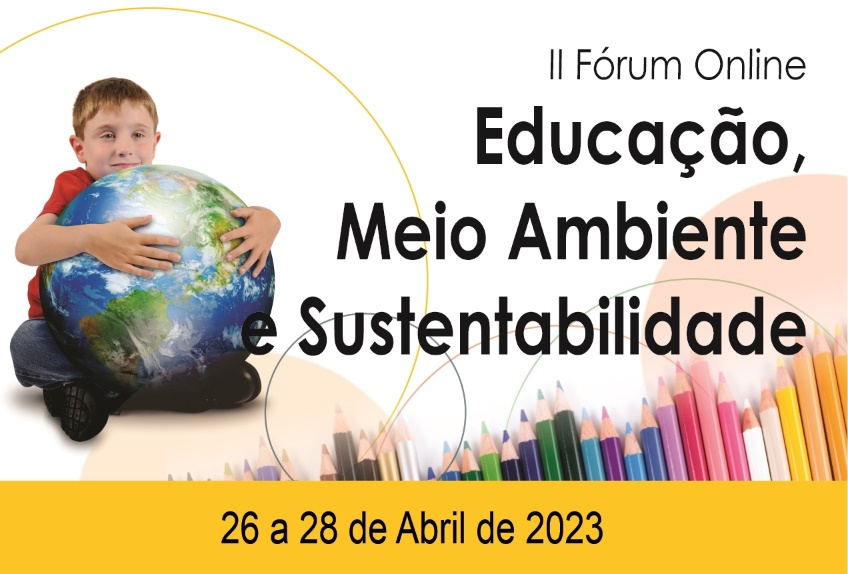 II Fórum Online
Educação,
Meio Ambiente
e Sustentabilidade
26 a 28 de Abril de 2023